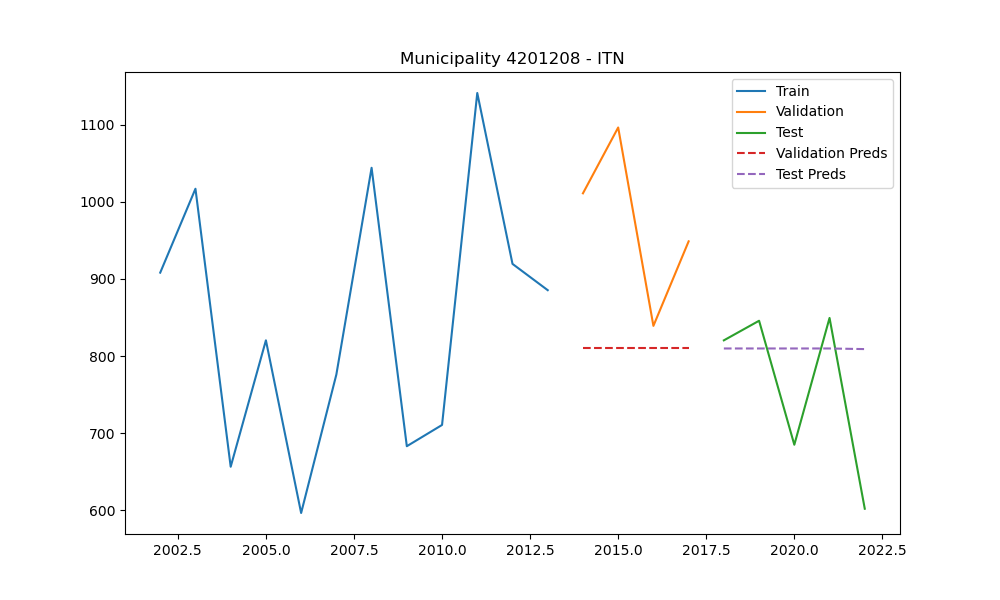 Municipality 4201208 - ITN
Train
Validation
Test
Validation Preds
Test Preds
1100
1000
900
800
700
600
2002.5 2005.0 2007.5 2010.0 2012.5 2015.0 2017.5 2020.0 2022.5